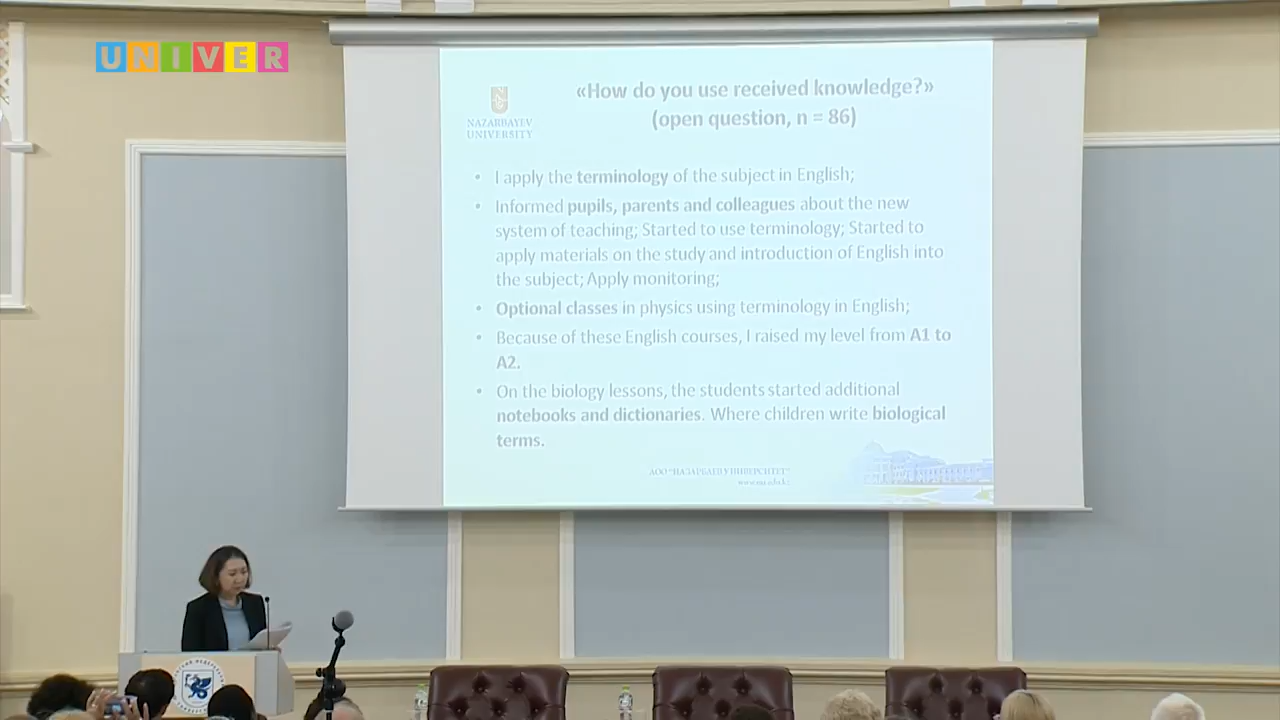 UNIVER
«How do you use received knowledge?»
(open question, n = 86)
NAZARBAYEV
UNIVERSITY
• I apply the terminology of the subject in English;
• Informed pupils, parents and colleagues about the new
system of teaching; Started to use terminology; Started to
apply materials on the study and introduction of English into
the subject; Apply monitoring;
• Optional classes in physics using terminology in English;
• Because of these English courses, I raised my level from A1 to
A2.
• On the biology lessons, the students started additional
notebooks and dictionaries. Where children write biological
terms.
АОО "НАЗАРБАЕВ УНИВЕРСИТЕТ"